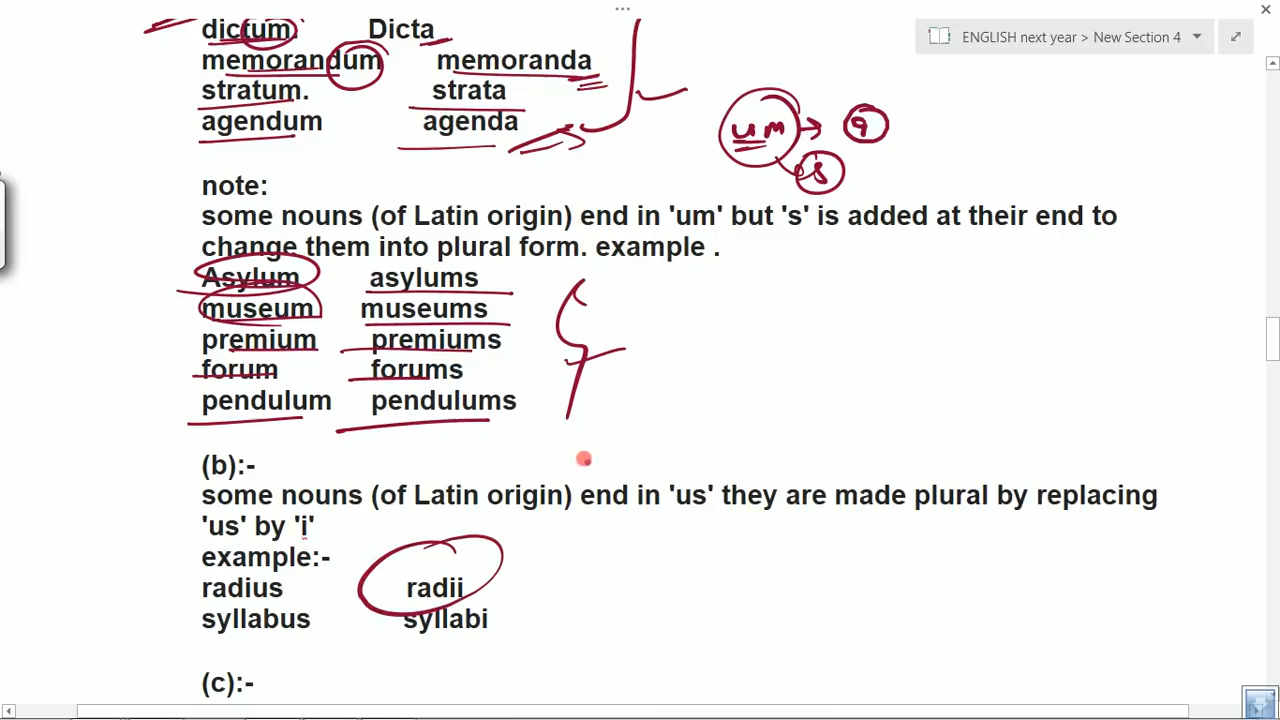 ENGLISH next year > New Section 4
dictum. Dicta
memorandum memoranda
stratum. strata
agendum agenda
um → a
s
note:
some nouns (of Latin origin) end in 'um' but 's' is added at their end to
change them into plural form. example .
Asylum asylums
museum museums
premium premiums
forum forums
pendulum pendulums
(b):-
some nouns (of Latin origin) end in 'us' they are made plural by replacing
'us' by 'i'
example:-
radius radii
syllabus syllabi
(c):-